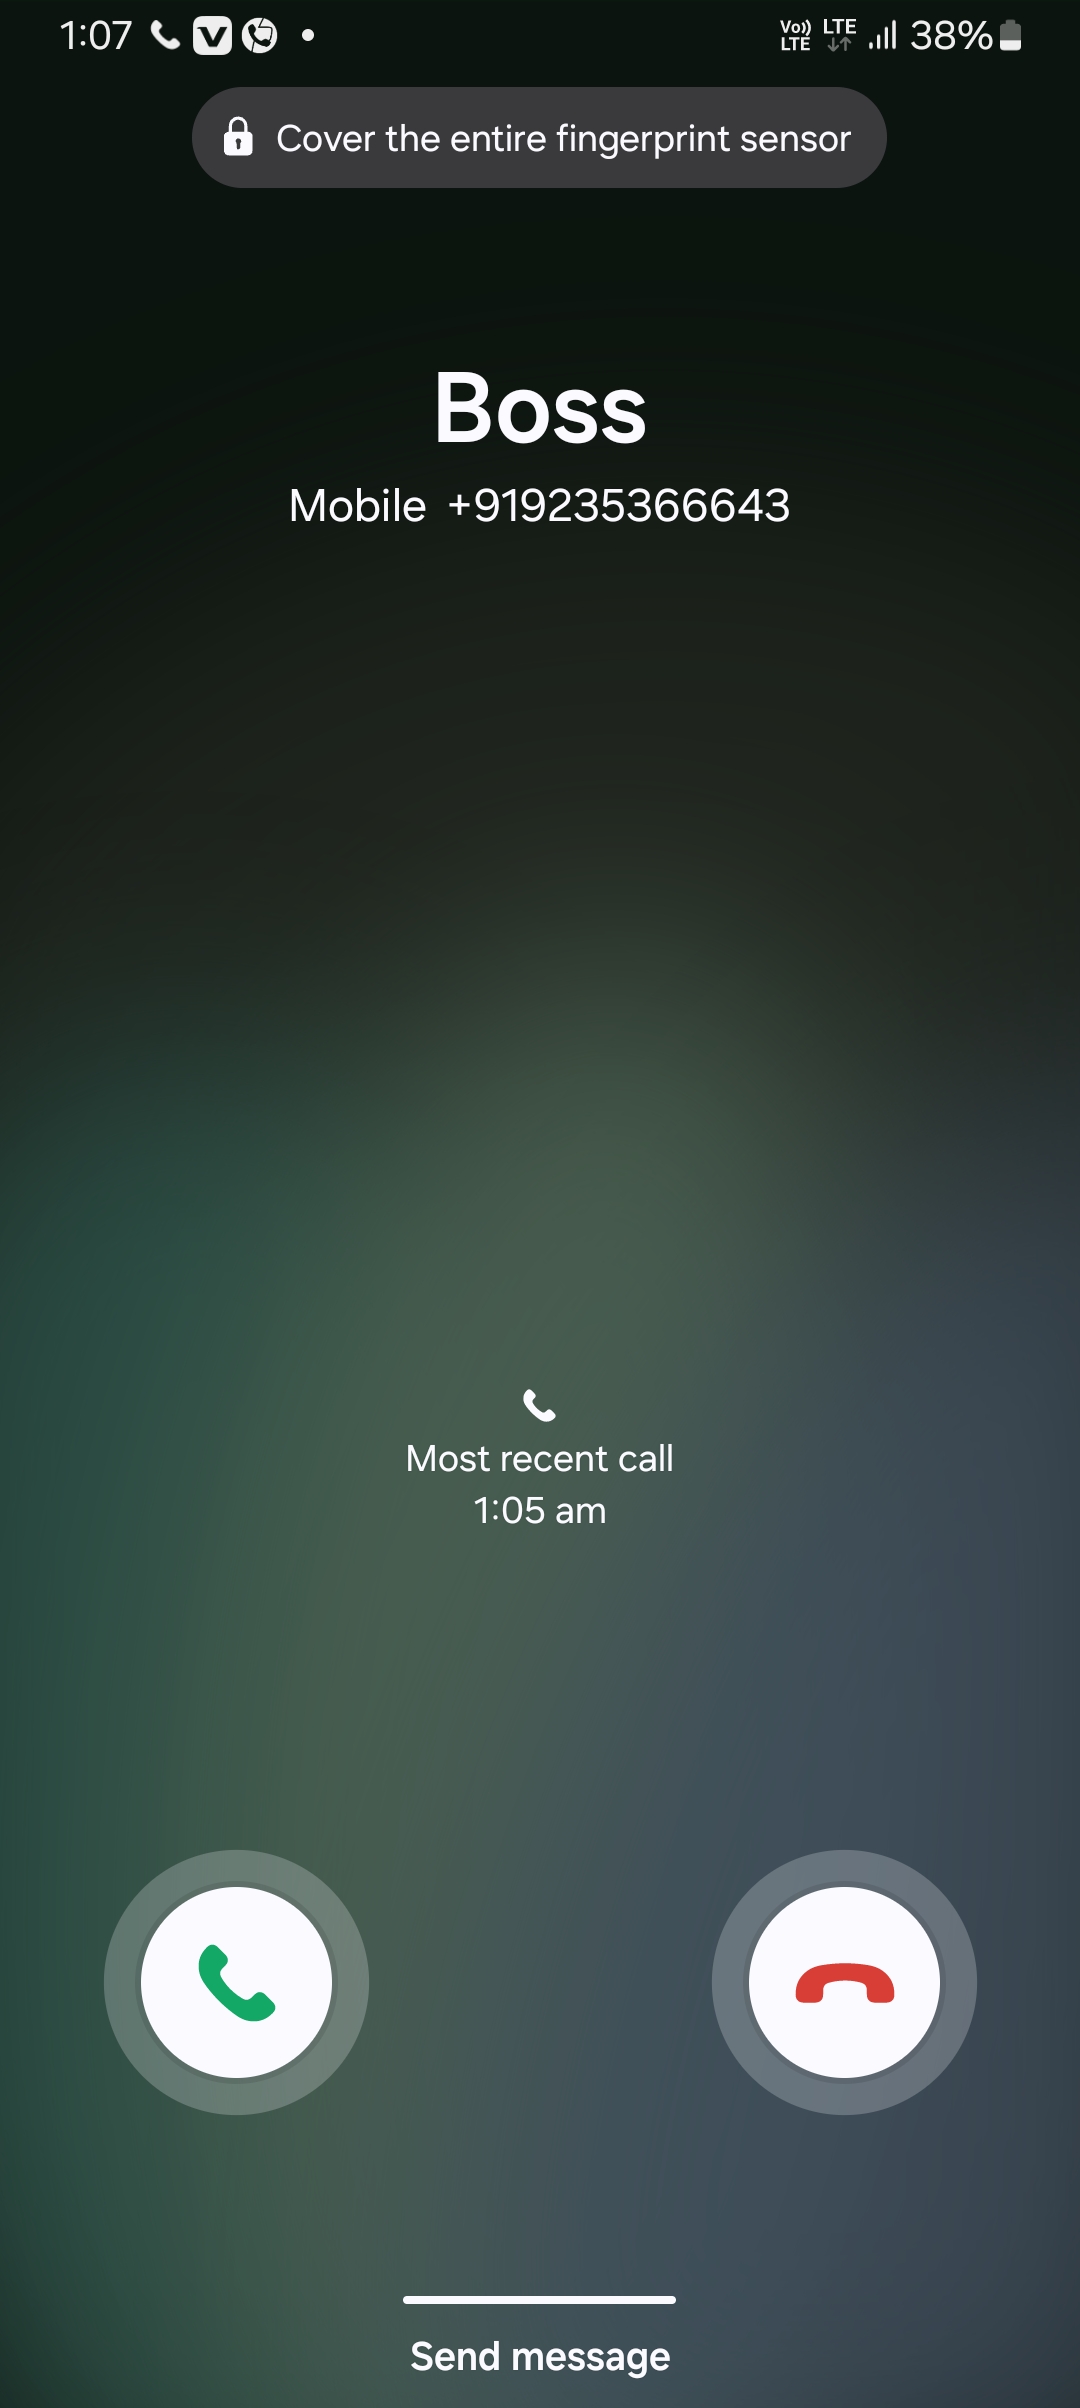 1:07
Vo)) LTE LTE 38%
Cover the entire fingerprint sensor
Boss
Mobile +919235366643
Most recent call
1:05 am
Send message